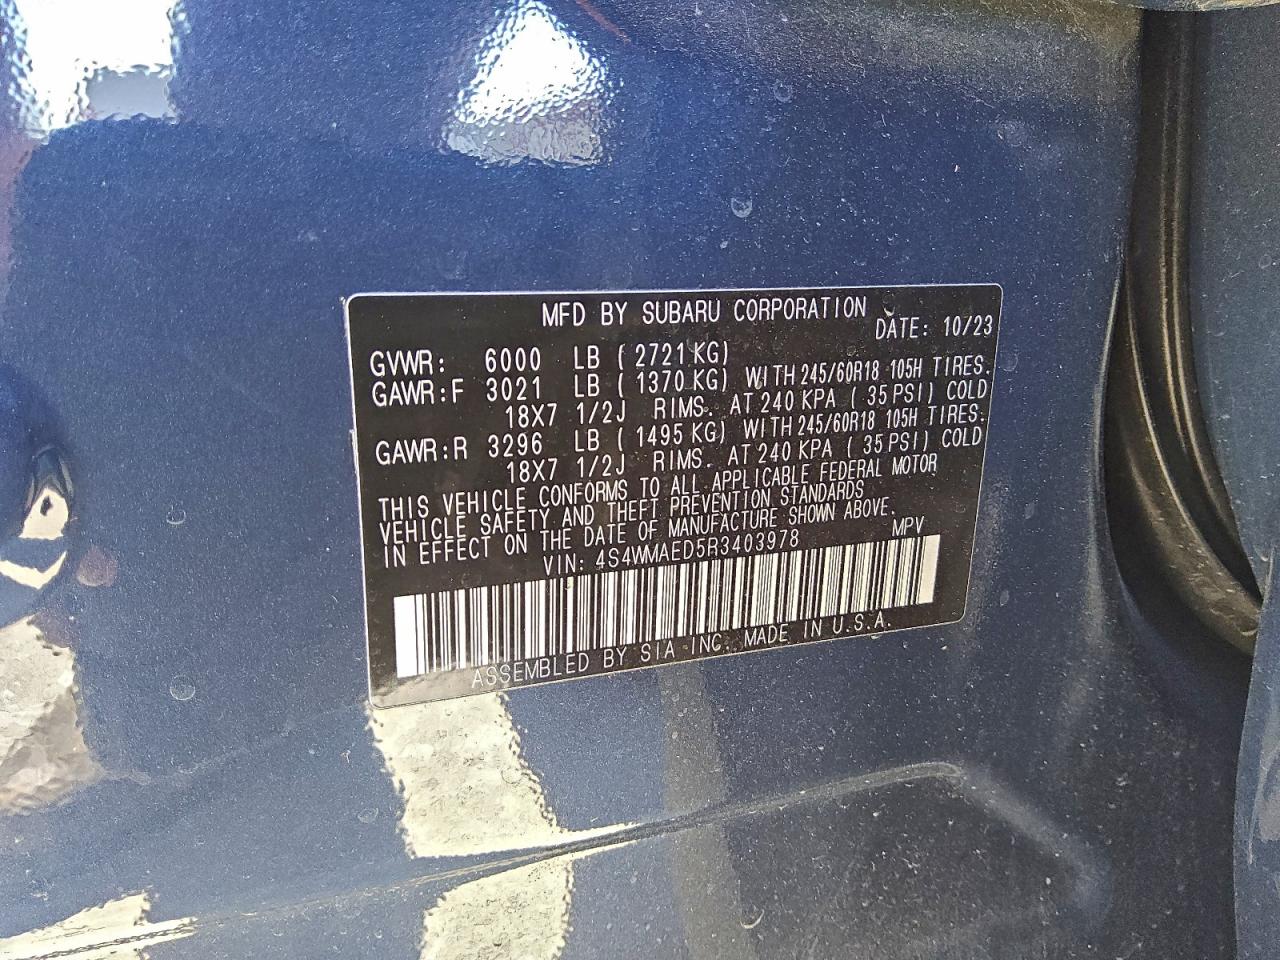 MFD BY SUBARU CORPORATION
DATE: 10/23
GVWR: 6000 LB ( 2721 KG)
GAWR:F 3021 LB ( 1370 KG) WITH 245/60R18 105H TIRES.
18X7 1/2J RIMS. AT 240 KPA ( 35 PSI) COLD
GAWR:R 3296 LB ( 1495 KG) WITH 245/60R18 105H TIRES.
18X7 1/2J RIMS. AT 240 KPA ( 35 PSI) COLD
THIS VEHICLE CONFORMS TO ALL APPLICABLE FEDERAL MOTOR
VEHICLE SAFETY AND THEFT PREVENTION STANDARDS
IN EFFECT ON THE DATE OF MANUFACTURE SHOWN ABOVE.
VIN: 4S4WMAED5R3403978 MPV
ASSEMBLED BY SIA INC. MADE IN U.S.A.